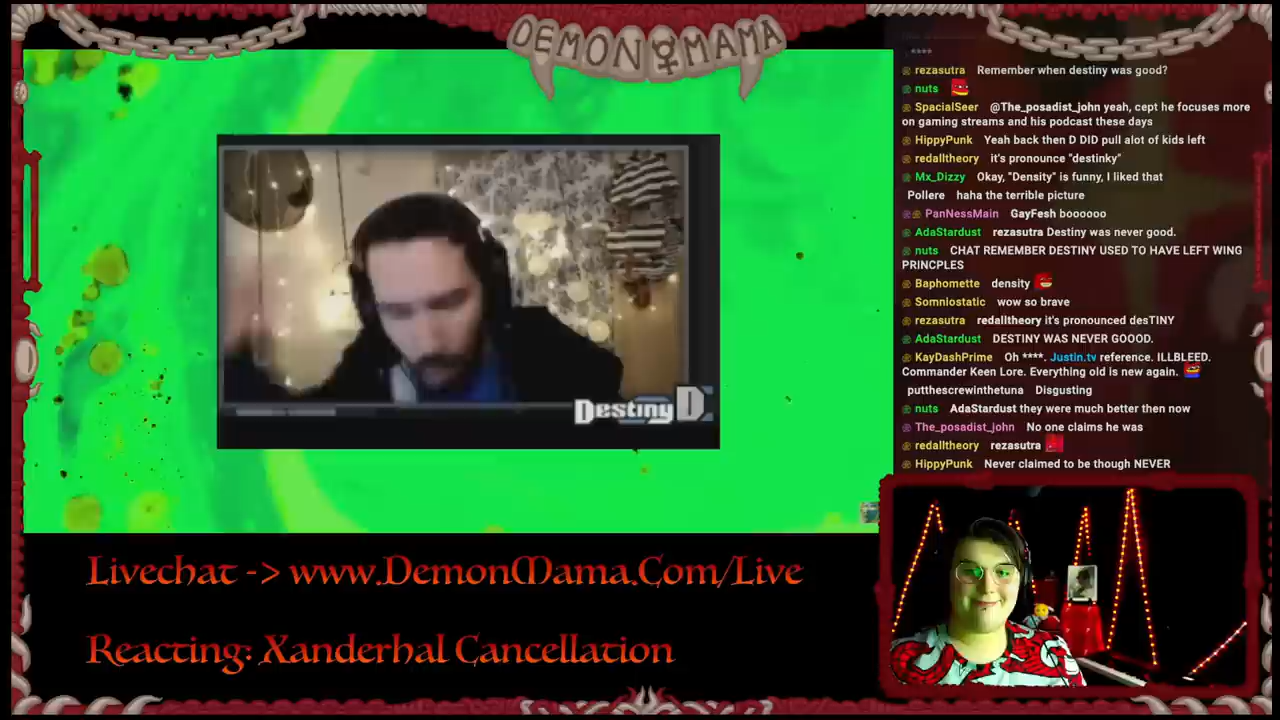 DEMON MAMA
****
rezasutra Remember when destiny was good?
nuts
SpacialSeer @The_posadist_john yeah, cept he focuses more
on gaming streams and his podcast these days
HippyPunk Yeah back then D DID pull alot of kids left
redalltheory it's pronounce "destinky"
Mx_Dizzy Okay, "Density" is funny, I liked that
Pollere haha the terrible picture
PanNessMain GayFesh boooooo
AdaStardust rezasutra Destiny was never good.
nuts CHAT REMEMBER DESTINY USED TO HAVE LEFT WING
PRINCPLES
Baphomette density
Somniostatic wow so brave
rezasutra redalltheory it's pronounced desTINY
AdaStardust DESTINY WAS NEVER GOOOD.
KayDashPrime Oh ****. Justin.tv reference. ILLBLEED.
Commander Keen Lore. Everything old is new again.
putthescrewinthetuna Disgusting
nuts AdaStardust they were much better then now
The_posadist_john No one claims he was
redalltheory rezasutra
HippyPunk Never claimed to be though NEVER
Destiny D
Livechat -> www.DemonMama.Com/Live
Reacting: Xanderhal Cancellation